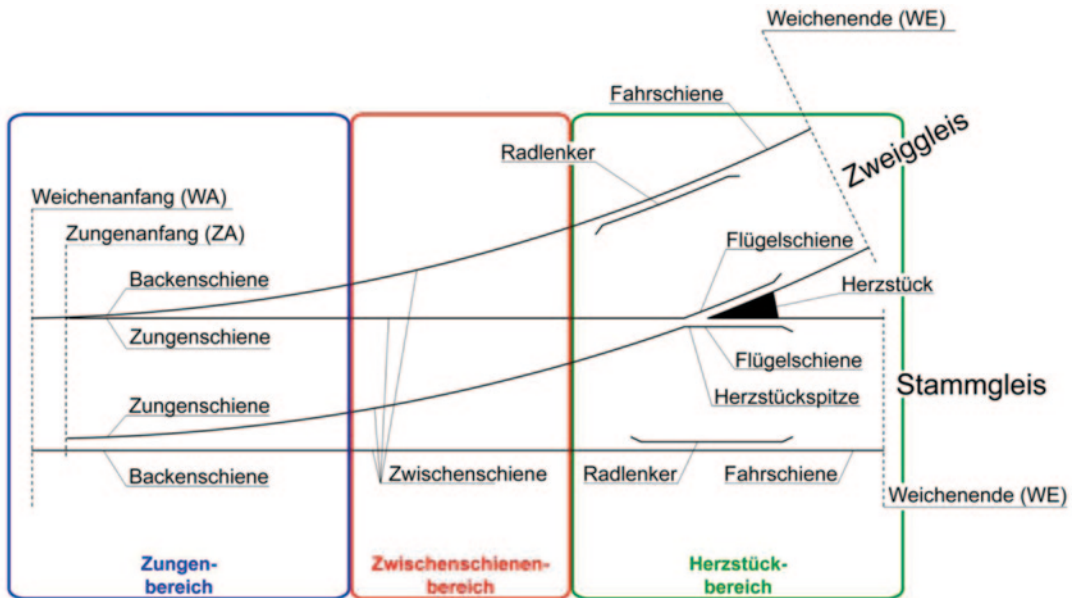 Weichenende (WE)
Fahrschiene
Radlenker
Zweiggleis
Weichenanfang (WA)
Zungenanfang (ZA)
Flügelschiene
Backenschiene
Herzstück
Zungenschiene
Flügelschiene
Stammgleis
Herzstückspitze
Zungenschiene
Backenschiene
Zwischenschiene
Radlenker
Fahrschiene
Weichenende (WE)
Zungen-
bereich
Zwischenschienen-
bereich
Herzstück-
bereich